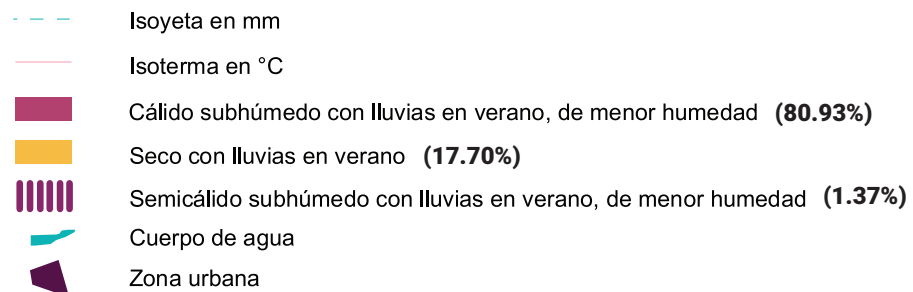 Isoyeta en mm
Isoterma en °C
Cálido subhúmedo con lluvias en verano, de menor humedad (80.93%)
Seco con lluvias en verano (17.70%)
Semicálido subhúmedo con lluvias en verano, de menor humedad (1.37%)
Cuerpo de agua
Zona urbana